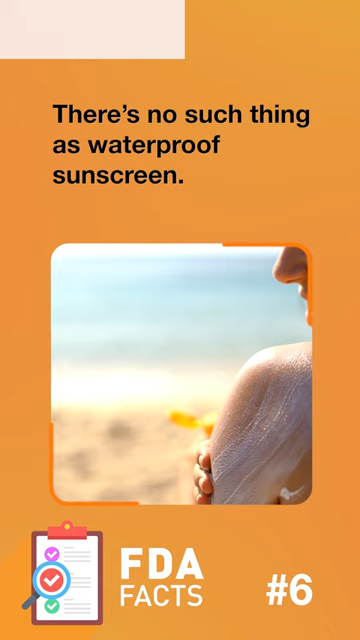 There’s no such thing
as waterproof
sunscreen.
FDA
FACTS
#6